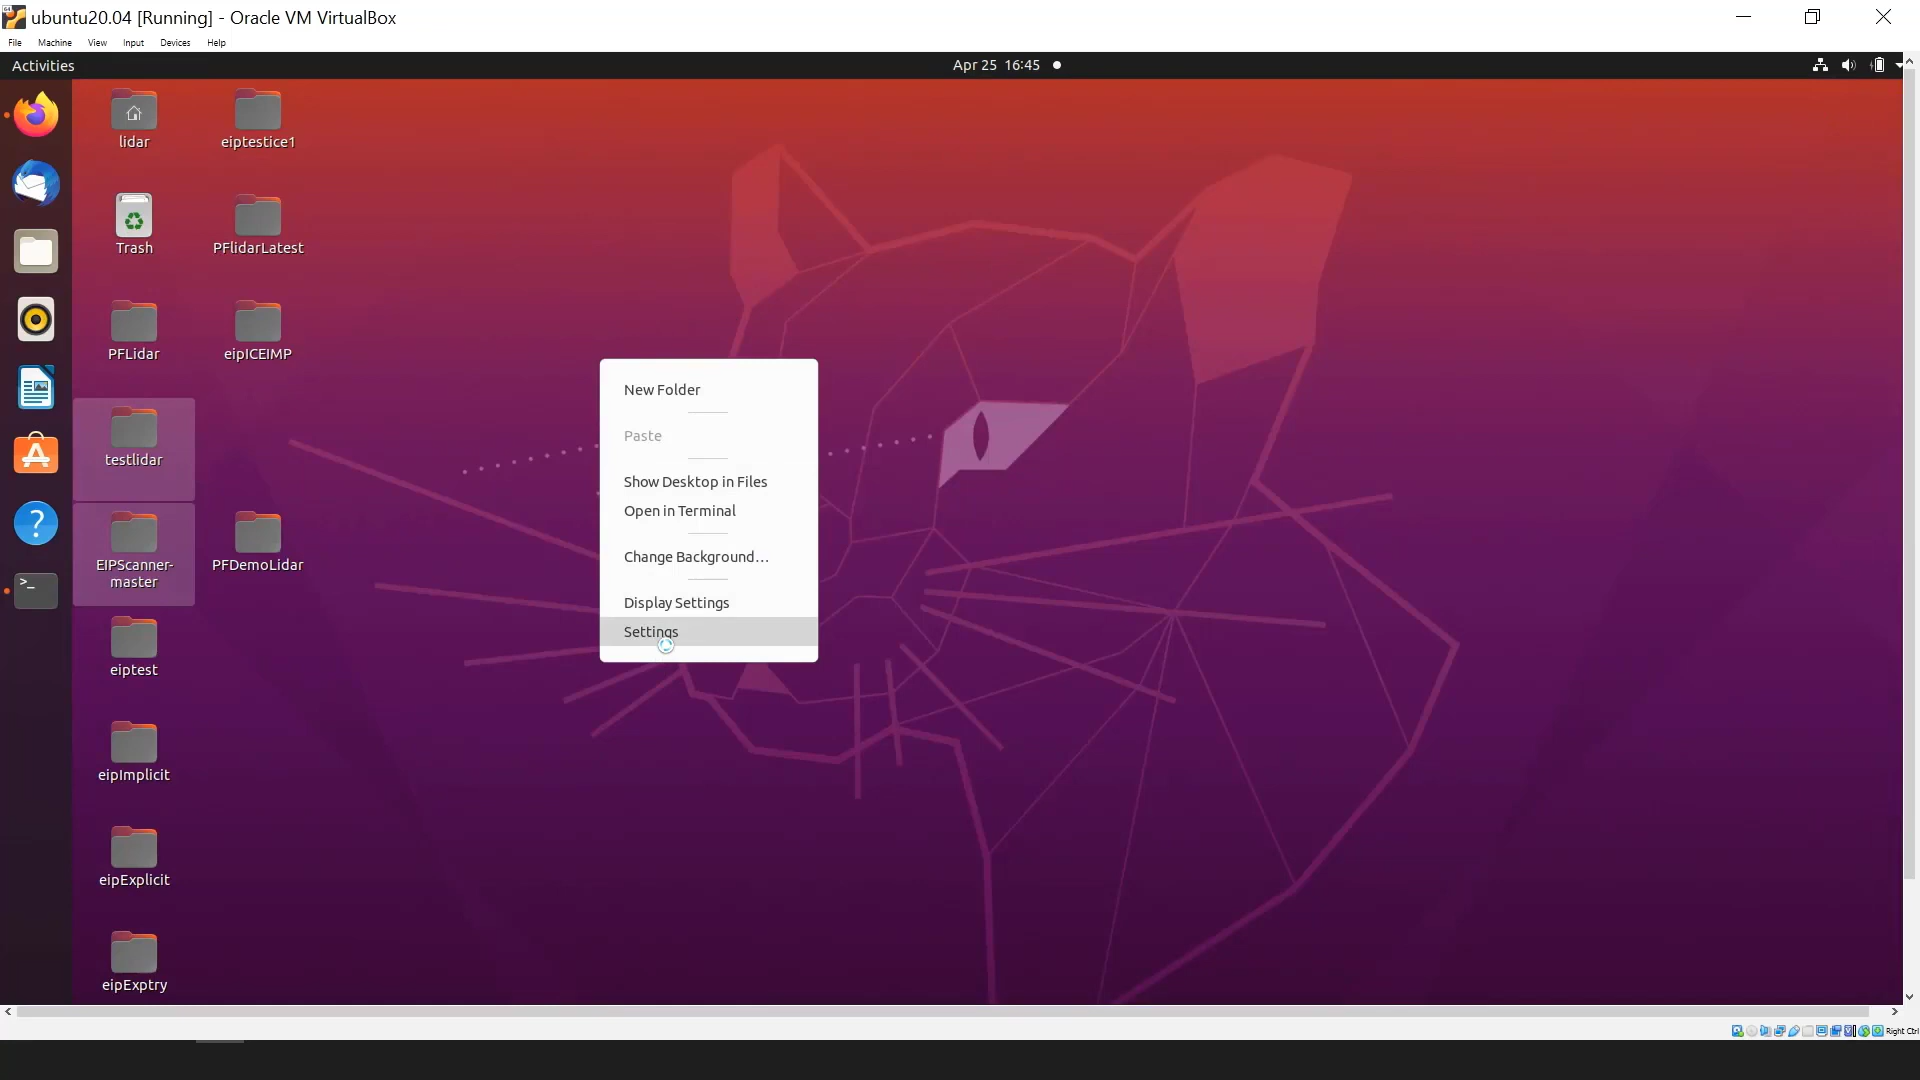 ubuntu20.04 [Running] - Oracle VM VirtualBox
File Machine View Input Devices Help
Activities
Apr 25 16:45
lidar
eiptestice1
Trash
PFlidarLatest
PFLidar
eipICEIMP
testlidar
EIPScanner-
master
PFDemoLidar
eiptest
eipImplicit
eipExplicit
eipExptry
New Folder
Paste
Show Desktop in Files
Open in Terminal
Change Background…
Display Settings
Settings
Right Ctrl